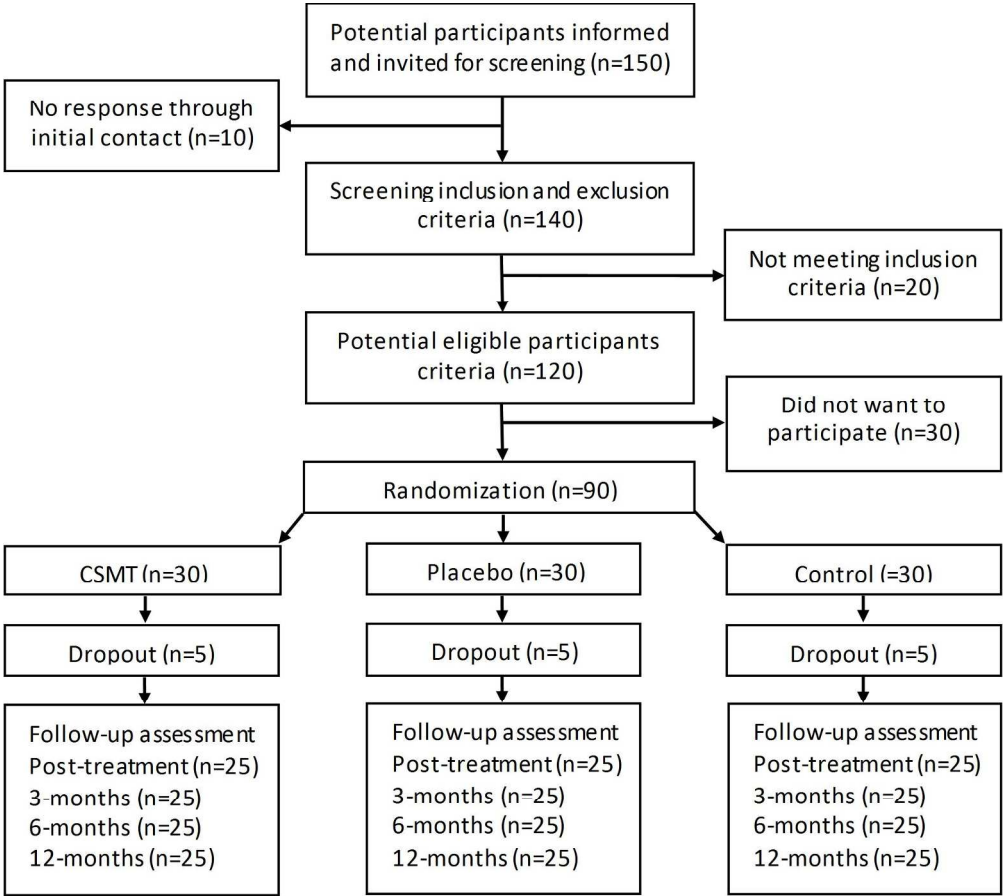 Potential participants informed
and invited for screening (n=150)
No response through
initial contact (n=10)
Screening inclusion and exclusion
criteria (n=140)
Not meeting inclusion
criteria (n=20)
Potential eligible participants
criteria (n=120)
Did not want to
participate (n=30)
Randomization (n=90)
CSMT (n=30)
Placebo (n=30)
Control (=30)
Dropout (n=5)
Dropout (n=5)
Dropout (n=5)
Follow-up assessment
Post-treatment (n=25)
3-months (n=25)
6-months (n=25)
12-months (n=25)
Follow-up assessment
Post-treatment (n=25)
3-months (n=25)
6-months (n=25)
12-months (n=25)
Follow-up assessment
Post-treatment (n=25)
3-months (n=25)
6-months (n=25)
12-months (n=25)